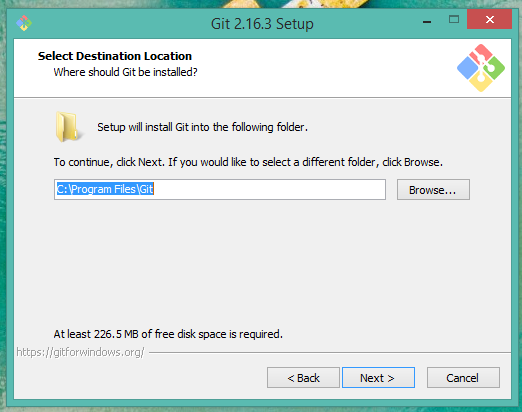 Git 2.16.3 Setup
Select Destination Location
Where should Git be installed?
Setup will install Git into the following folder.
To continue, click Next. If you would like to select a different folder, click Browse.
C:\Program Files\Git
Browse...
At least 226.5 MB of free disk space is required.
https://gitforwindows.org/
< Back
Next >
Cancel